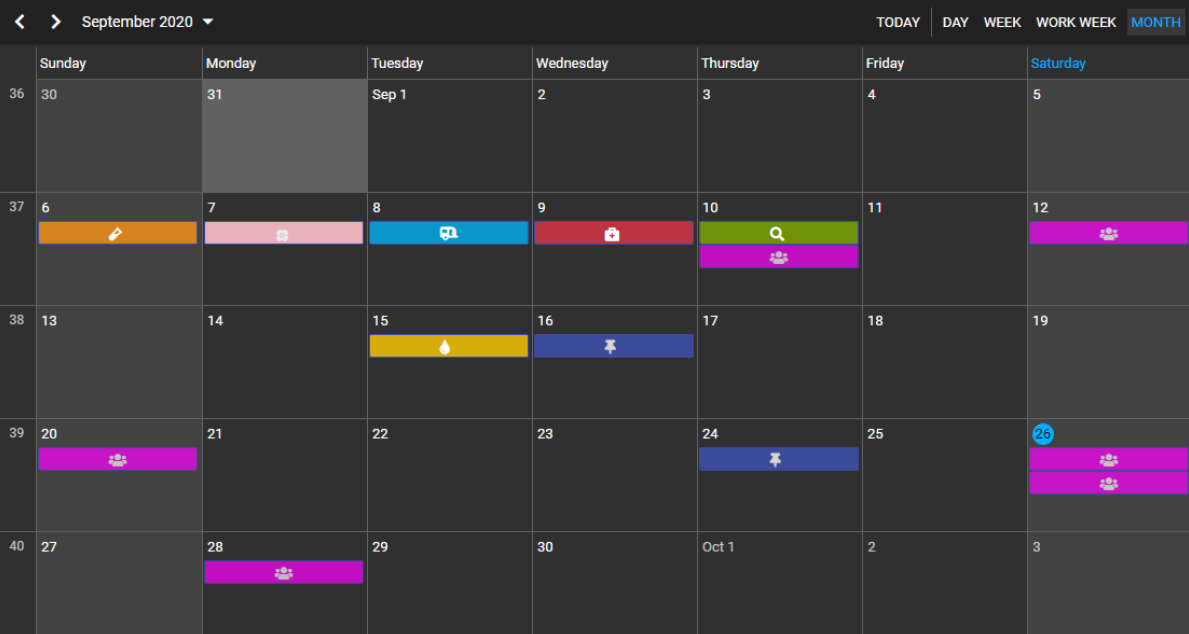 September 2020 TODAY DAY WEEK WORK WEEK MONTH
Sunday Monday Tuesday Wednesday Thursday Friday Saturday
36 30 31 Sep 1 2 3 4 5
37 6 7 8 9 10 11 12
38 13 14 15 16 17 18 19
39 20 21 22 23 24 25 26
40 27 28 29 30 Oct 1 2 3